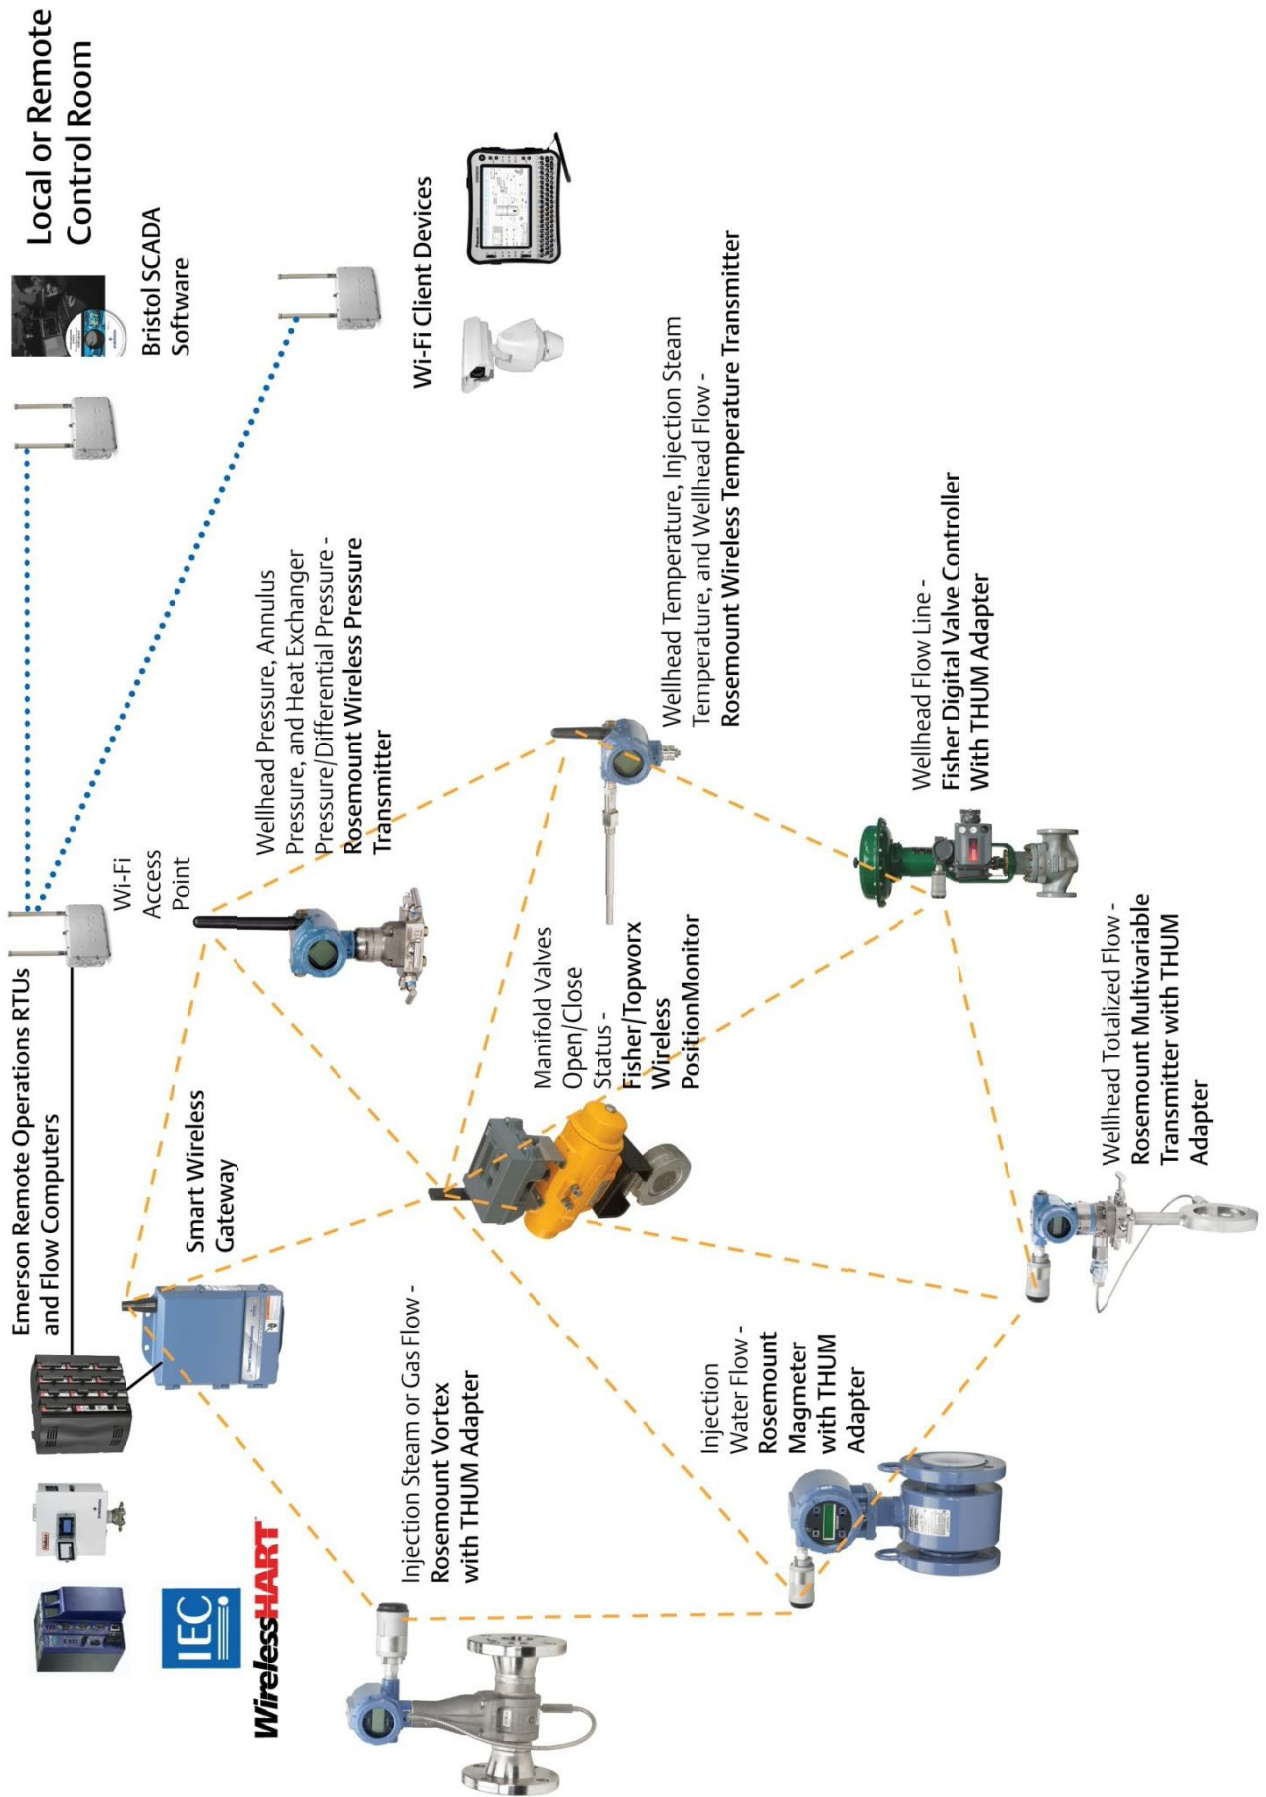 Local or Remote
Control Room
Bristol SCADA
Software
Emerson Remote Operations RTUs
and Flow Computers
Wi-Fi
Access
Point
Wi-Fi Client Devices
IEC
WirelessHART
Smart Wireless
Gateway
Wellhead Pressure, Annulus
Pressure, and Heat Exchanger
Pressure/Differential Pressure -
Rosemount Wireless Pressure
Transmitter
Injection Steam or Gas Flow -
Rosemount Vortex
with THUM Adapter
Manifold Valves
Open/Close
Status -
Fisher/Topworx
Wireless
PositionMonitor
Wellhead Temperature, Injection Steam
Temperature, and Wellhead Flow -
Rosemount Wireless Temperature Transmitter
Injection
Water Flow -
Rosemount
Magmeter
with THUM
Adapter
Wellhead Flow Line -
Fisher Digital Valve Controller
With THUM Adapter
Wellhead Totalized Flow -
Rosemount Multivariable
Transmitter with THUM
Adapter